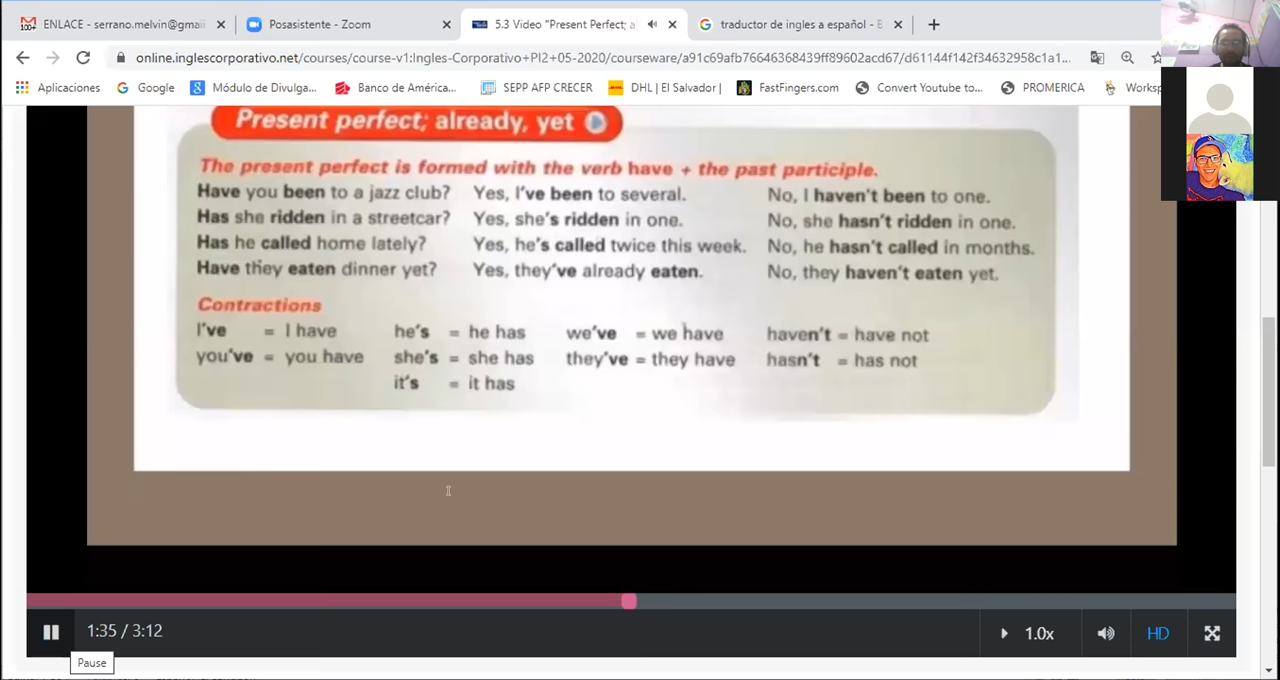 ENLACE - serrano.melvin@gmai
Posasistente - Zoom
5.3 Video "Present Perfect; a
traductor de ingles a español - B
online.inglescorporativo.net/courses/course-v1:Ingles-Corporativo+PI2+05-2020/courseware/a91c69afb76646368439ff89602acd67/d61144f142f34632958c1a1...
Aplicaciones
Google
Módulo de Divulga...
Banco de América...
SEPP AFP CRECER
DHL | El Salvador |
FastFingers.com
Convert Youtube to...
PROMERICA
Worksp
Present perfect; already, yet
The present perfect is formed with the verb have + the past participle.
Have you been to a jazz club? Yes, I've been to several. No, I haven't been to one.
Has she ridden in a streetcar? Yes, she's ridden in one. No, she hasn't ridden in one.
Has he called home lately? Yes, he's called twice this week. No, he hasn't called in months.
Have they eaten dinner yet? Yes, they've already eaten. No, they haven't eaten yet.
Contractions
I've = I have he's = he has we've = we have haven't = have not
you've = you have she's = she has they've = they have hasn't = has not
it's = it has
1:35 / 3:12
1.0x
HD
Pause